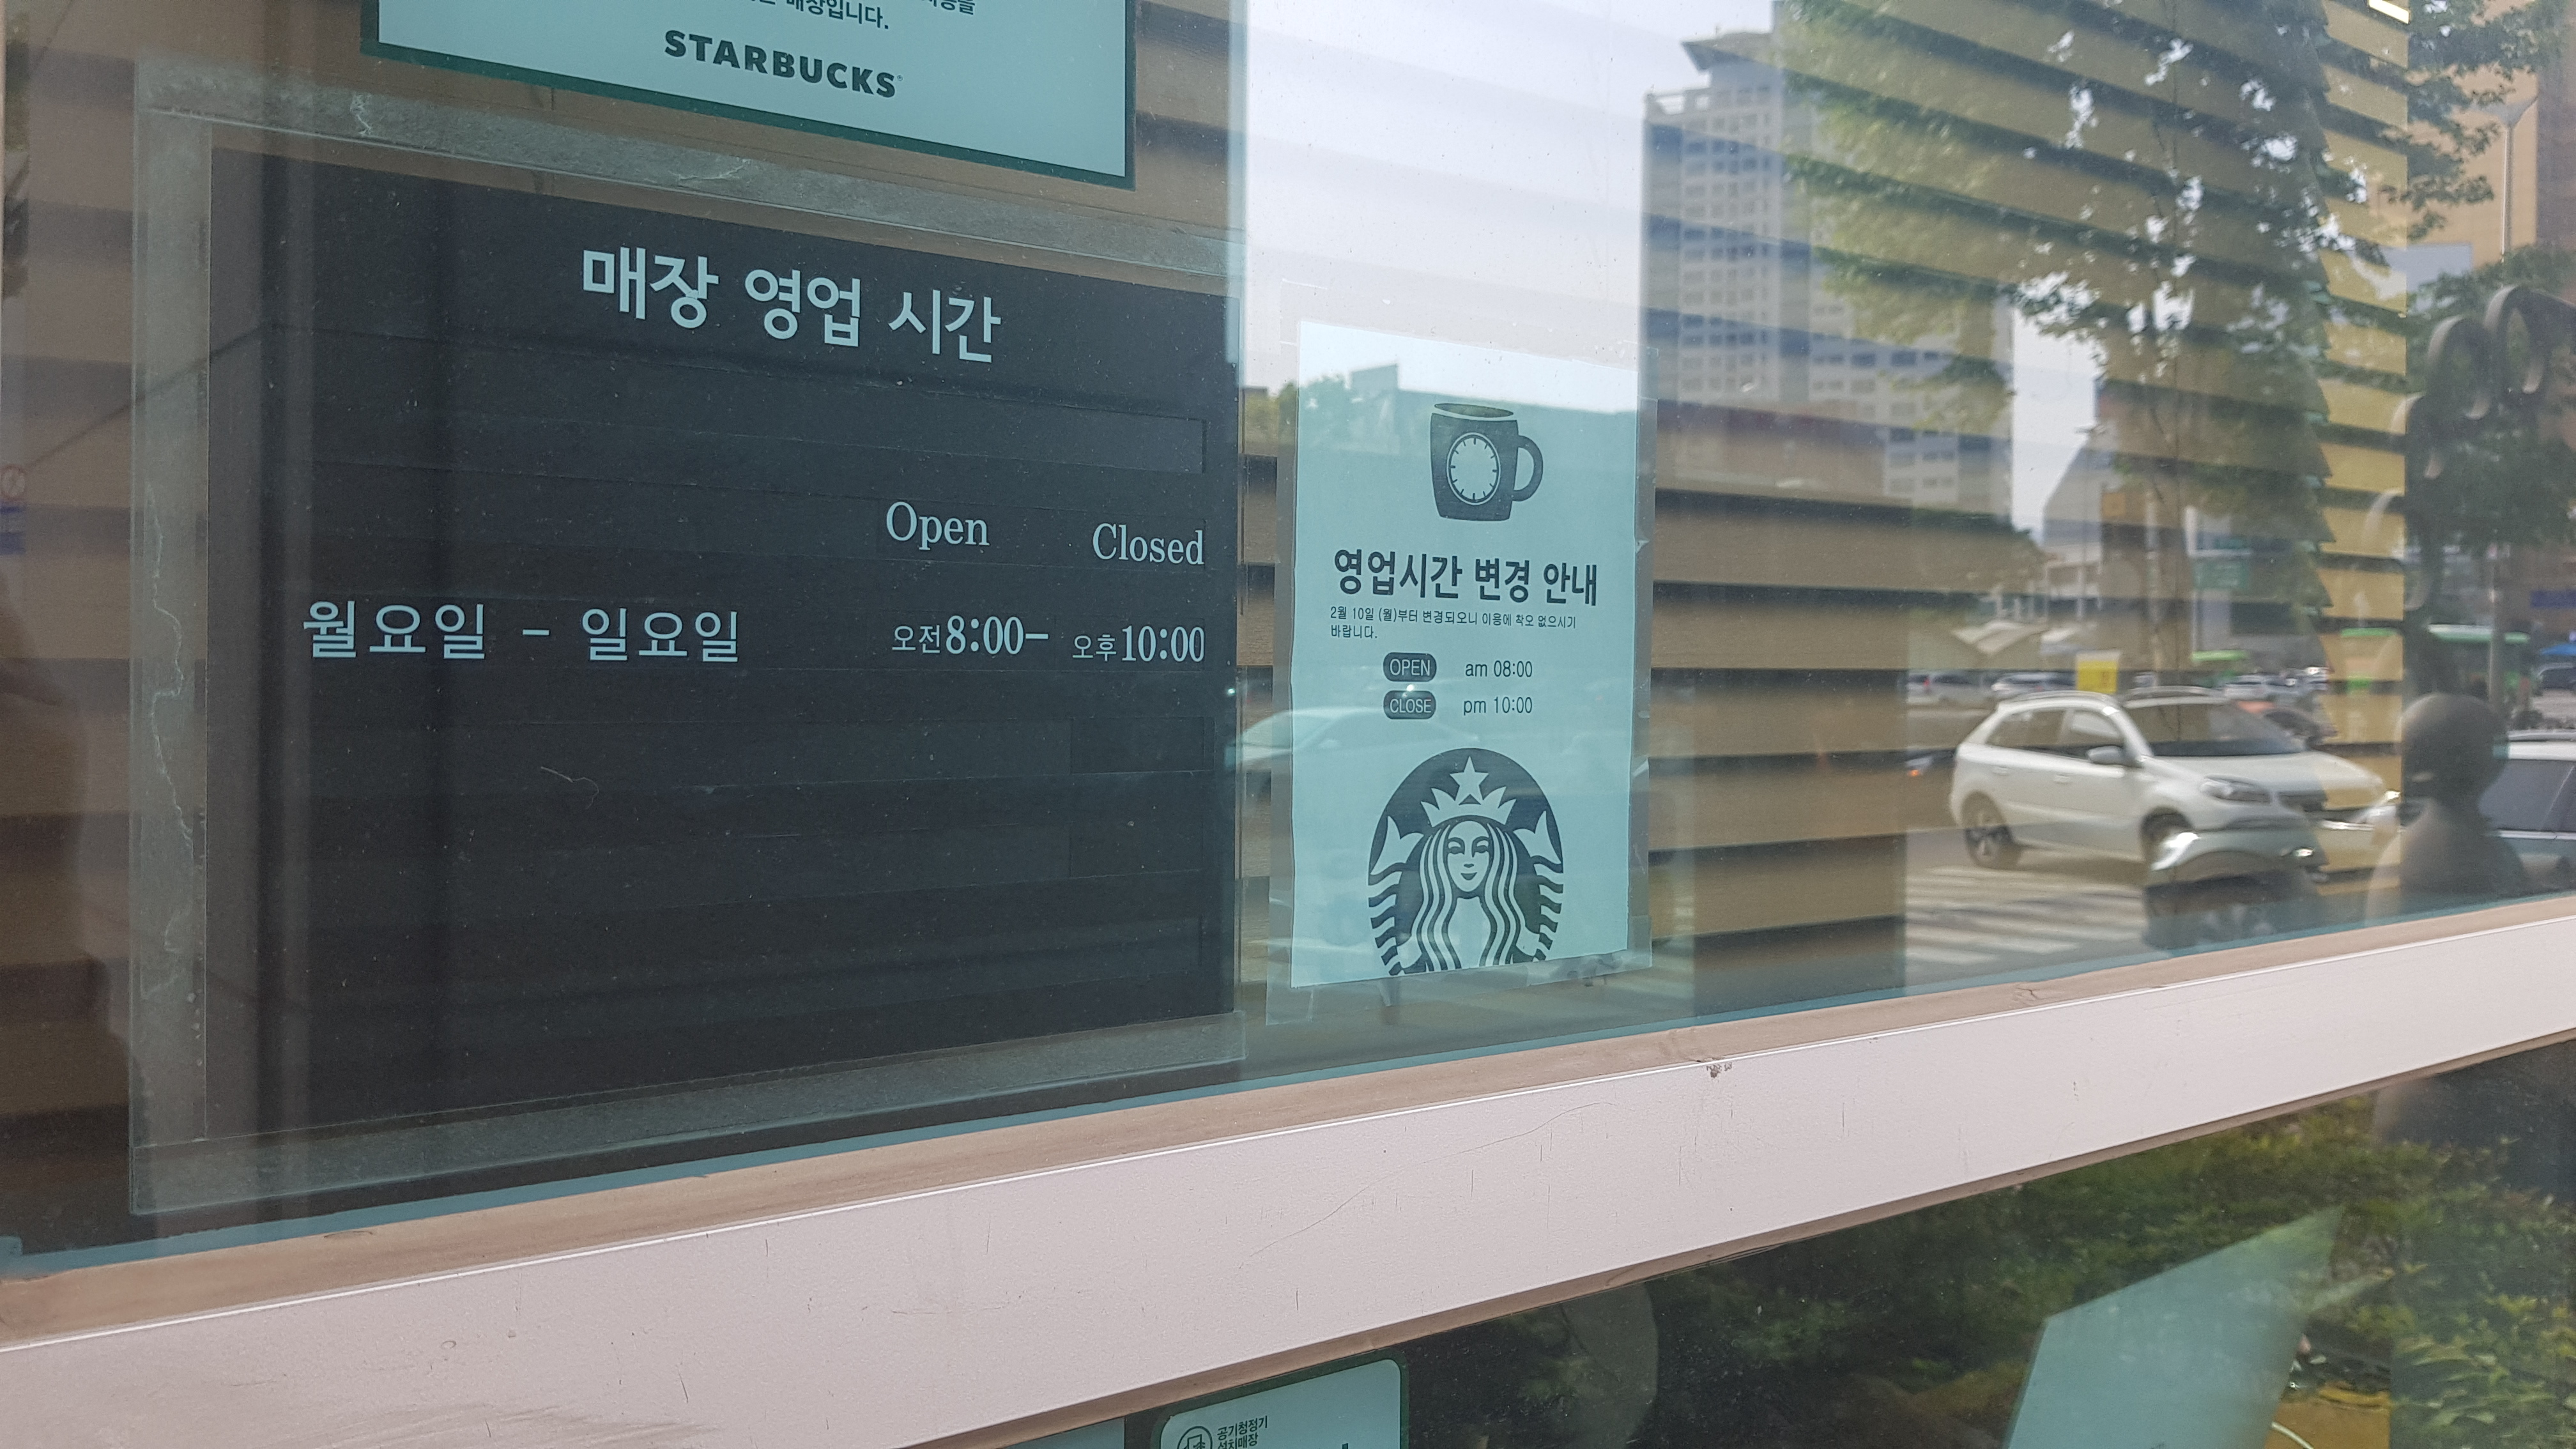 매장입니다.
STARBUCKS
매장 영업 시간
Open Closed
월요일 - 일요일 오전8:00- 오후10:00
영업시간 변경 안내
2월 10일 (월)부터 변경되오니 이용에 착오 없으시기
바랍니다.
OPEN am 08:00
CLOSE pm 10:00
공기청정기
설치매장